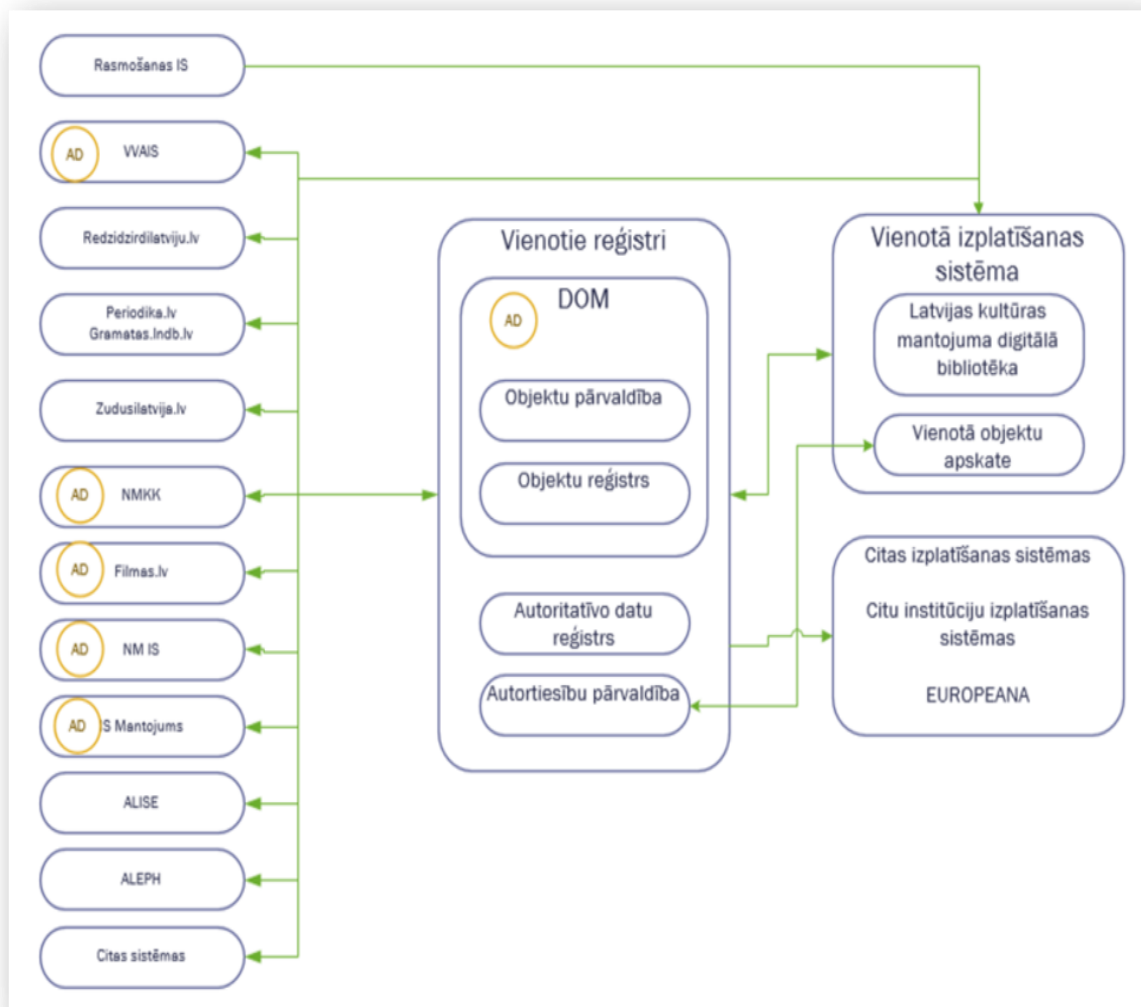 Rasmošanas IS
AD
VVAIS
Redzidzirdilatviju.lv
Periodika.lv
Gramatas.lndb.lv
Zudusilatvija.lv
AD
NMKK
AD
Filmas.lv
AD
NM IS
AD
IS Mantojums
ALISE
ALEPH
Citas sistēmas
Vienotie reģistri
DOM
AD
Objektu pārvaldība
Objektu reģistrs
Autoritatīvo datu
reģistrs
Autortiesību pārvaldība
Vienotā izplatīšanas
sistēma
Latvijas kultūras
mantojuma digitālā
bibliotēka
Vienotā objektu
apskate
Citas izplatīšanas sistēmas
Citu institūciju izplatīšanas
sistēmas
EUROPEANA